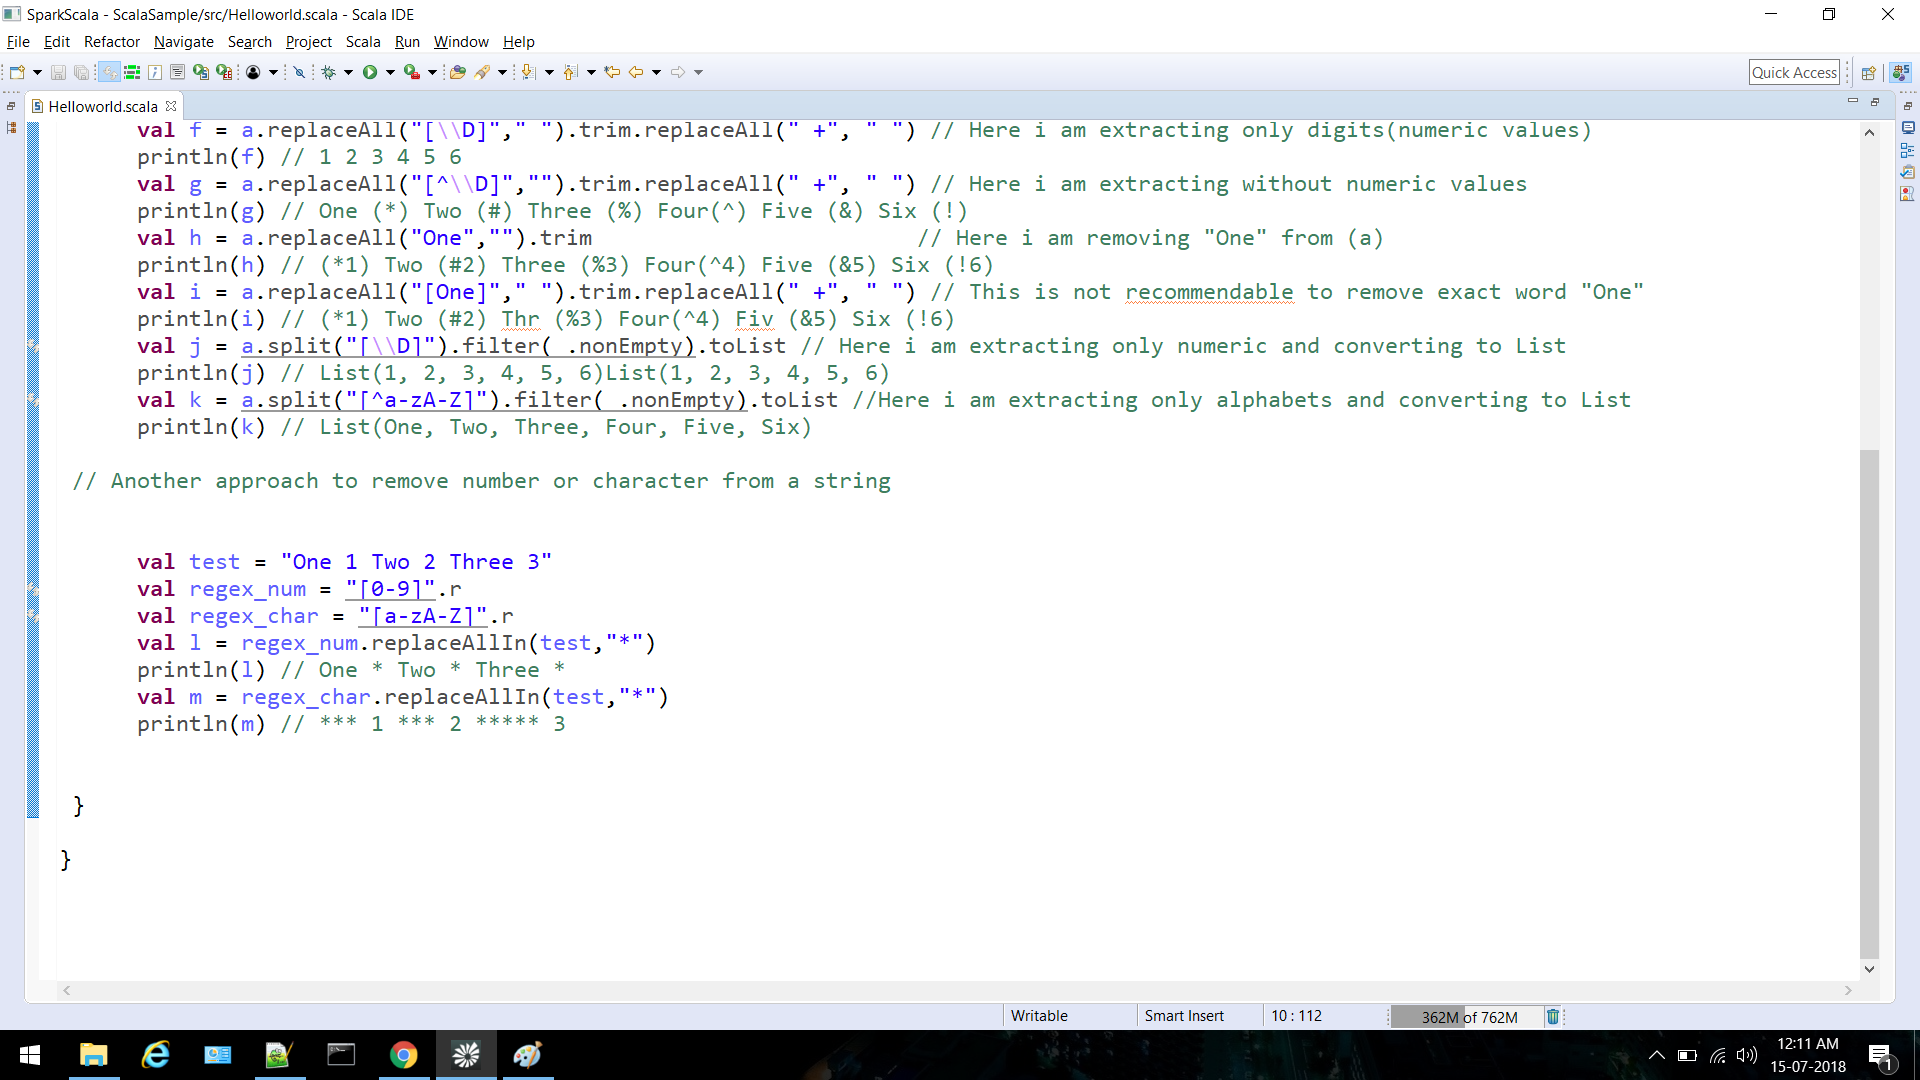 SparkScala - ScalaSample/src/Helloworld.scala - Scala IDE
File Edit Refactor Navigate Search Project Scala Run Window Help
Quick Access
Helloworld.scala
val f = a.replaceAll("[\\D]"," ").trim.replaceAll(" +", " ") // Here i am extracting only digits(numeric values)
println(f) // 1 2 3 4 5 6
val g = a.replaceAll("[^\\D]","").trim.replaceAll(" +", " ") // Here i am extracting without numeric values
println(g) // One (*) Two (#) Three (%) Four(^) Five (&) Six (!)
val h = a.replaceAll("One","").trim // Here i am removing "One" from (a)
println(h) // (*1) Two (#2) Three (%3) Four(^4) Five (&5) Six (!6)
val i = a.replaceAll("[One]"," ").trim.replaceAll(" +", " ") // This is not recommendable to remove exact word "One"
println(i) // (*1) Two (#2) Thr (%3) Four(^4) Fiv (&5) Six (!6)
val j = a.split("[\\D]").filter(_.nonEmpty).toList // Here i am extracting only numeric and converting to List
println(j) // List(1, 2, 3, 4, 5, 6)List(1, 2, 3, 4, 5, 6)
val k = a.split("[^a-zA-Z]").filter(_.nonEmpty).toList //Here i am extracting only alphabets and converting to List
println(k) // List(One, Two, Three, Four, Five, Six)
// Another approach to remove number or character from a string
val test = "One 1 Two 2 Three 3"
val regex_num = "[0-9]".r
val regex_char = "[a-zA-Z]".r
val l = regex_num.replaceAllIn(test,"*")
println(l) // One * Two * Three *
val m = regex_char.replaceAllIn(test,"*")
println(m) // *** 1 *** 2 ***** 3
}
}
Writable Smart Insert 10 : 112 362M of 762M
12:11 AM
15-07-2018
1